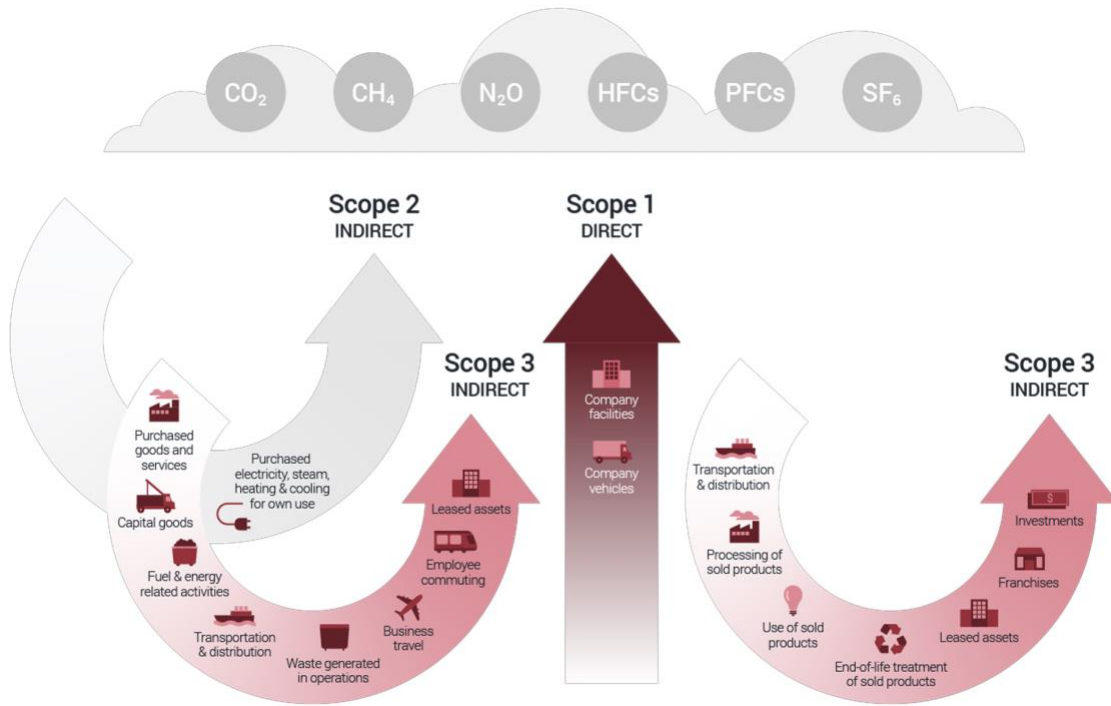 CO₂
CH₄
N₂O
HFCs
PFCs
SF₆
Scope 2
INDIRECT
Scope 1
DIRECT
Scope 3
INDIRECT
Scope 3
INDIRECT
Purchased
goods and
services
Capital goods
Fuel & energy
related activities
Transportation
& distribution
Waste generated
in operations
Business
travel
Employee
commuting
Leased assets
Purchased
electricity, steam,
heating & cooling
for own use
Company
facilities
Company
vehicles
Transportation
& distribution
Processing of
sold products
Use of sold
products
End-of-life treatment
of sold products
Leased assets
Franchises
Investments
$